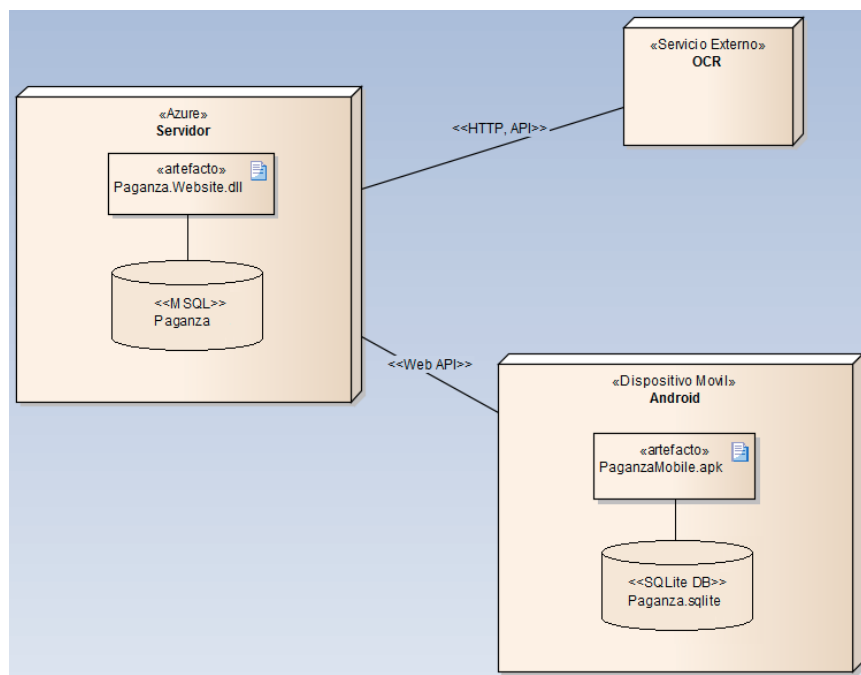 «Servicio Externo»
OCR
«Azure»
Servidor
<<HTTP, API>>
«artefacto»
Paganza.Website.dll
<<MSQL>>
Paganza
<<Web API>>
«Dispositivo Movil»
Android
«artefacto»
PaganzaMobile.apk
<<SQLite DB>>
Paganza.sqlite